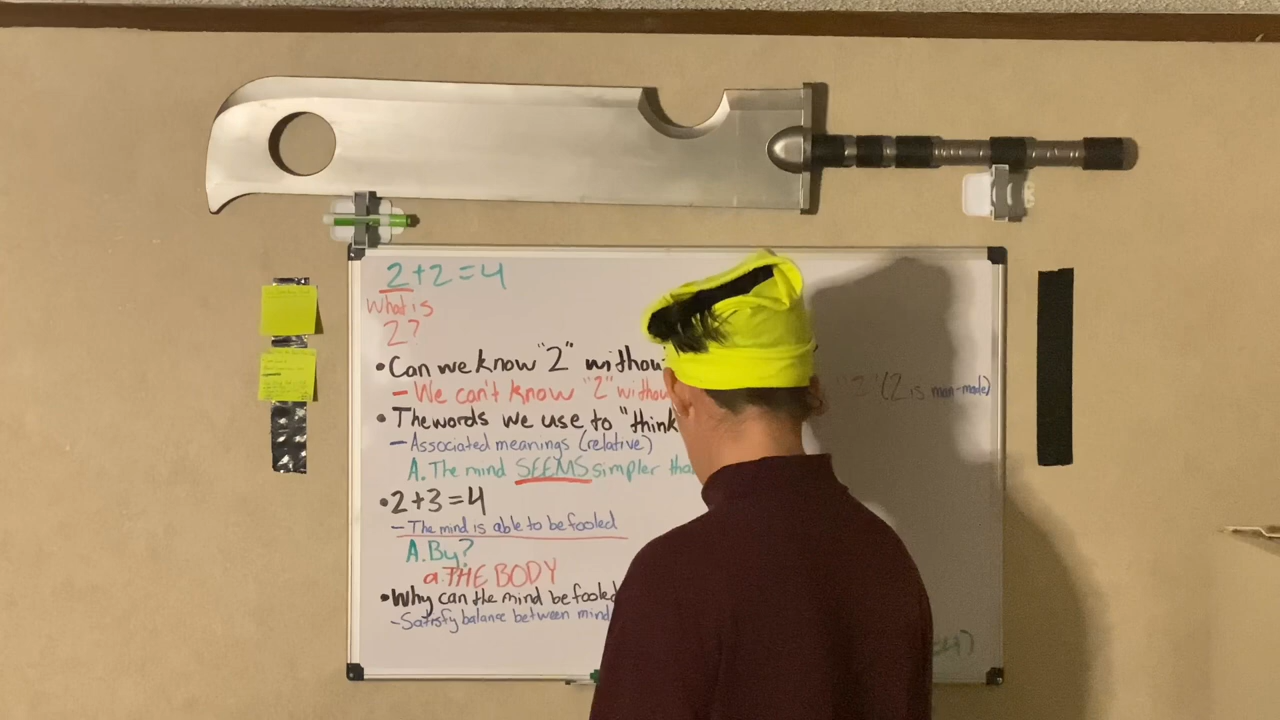 2+2=4
What is
2?
•Can we know "2" withou
- We can't know "2" withou
"2" (2 is man-made)
• The words we use to "think
- Associated meanings (relative)
A. The mind SEEMS simpler tha
•2+3=4
- The mind is able to be fooled
A. By?
a. THE BODY
•Why can the mind be fooled
-Satisfy balance between mind
=4)